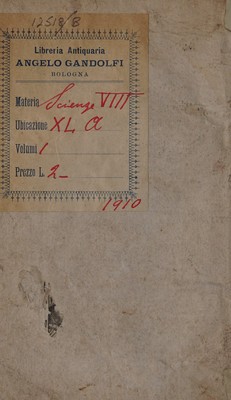 12518/B
Libreria Antiquaria
ANGELO GANDOLFI
BOLOGNA
Materia Scienze VIII
Ubicazione XL a
Volumi 1
Prezzo L. 2—
1910